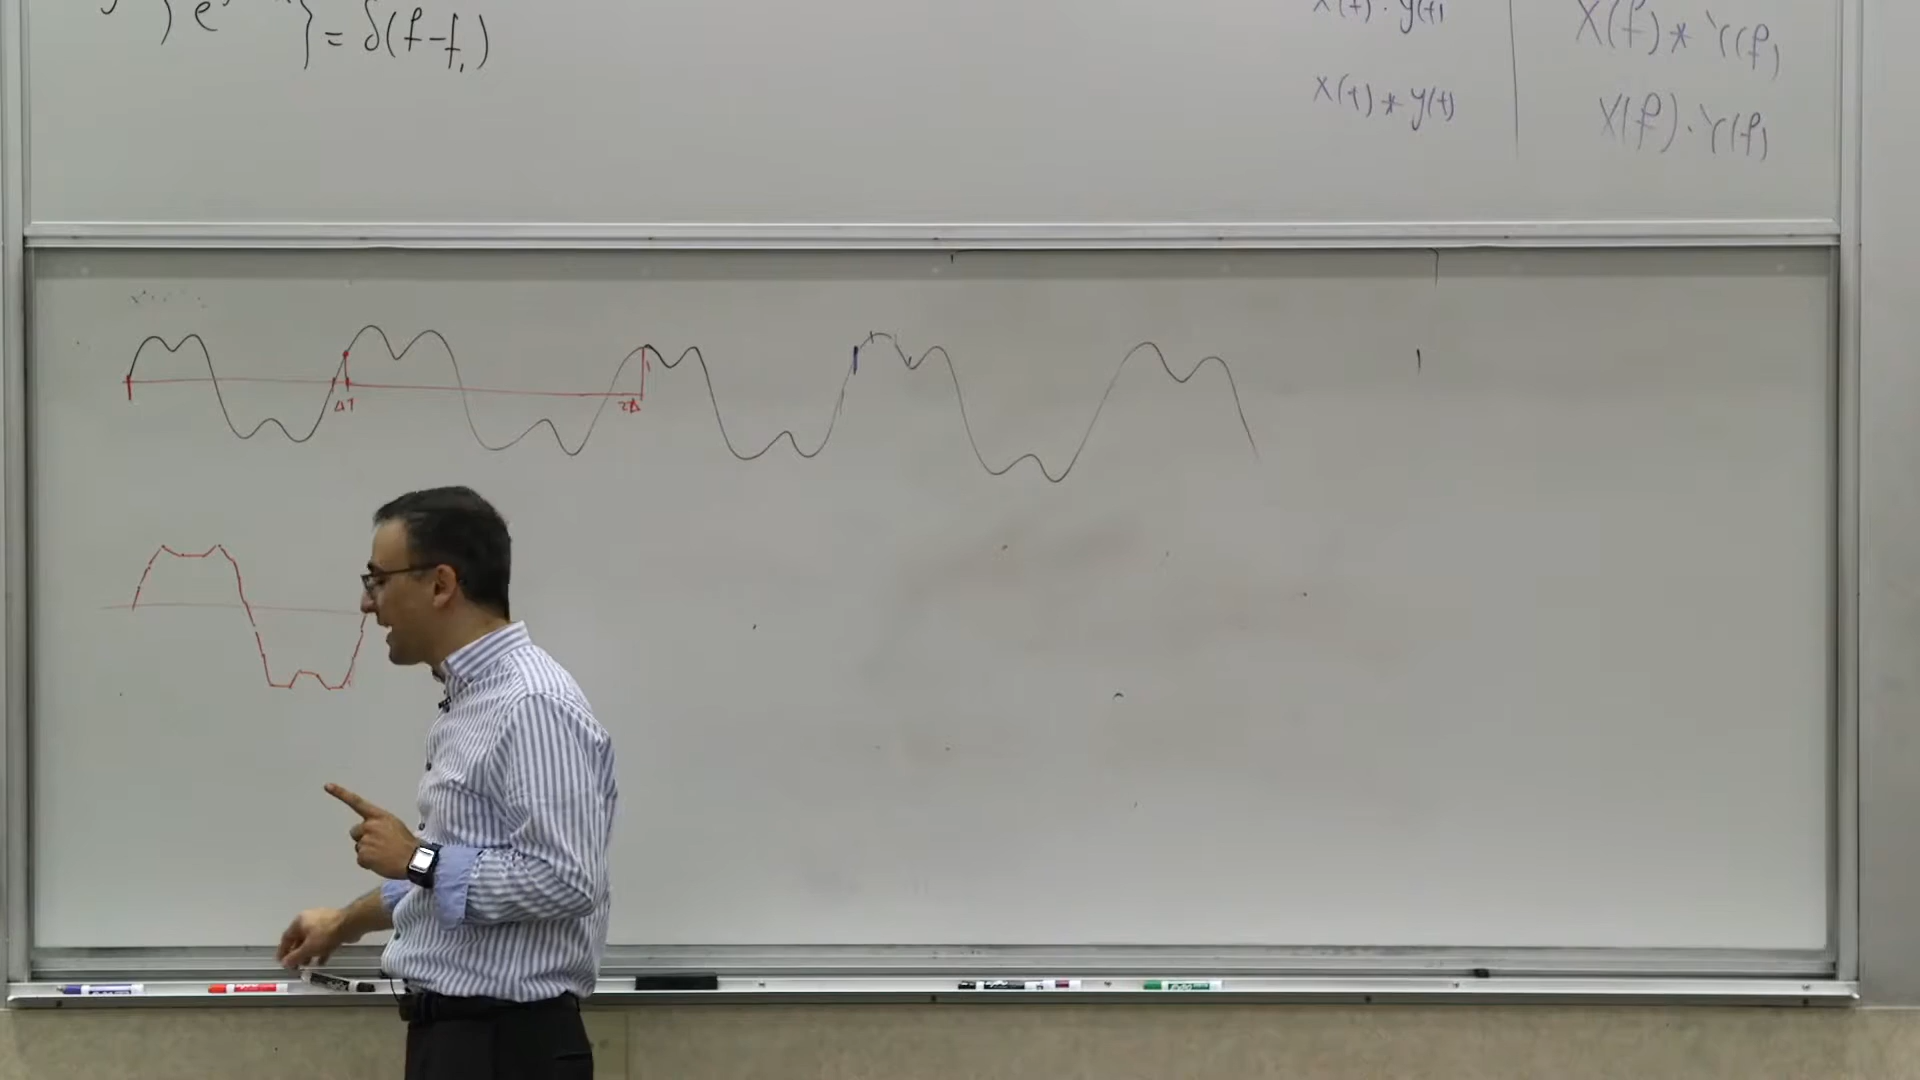 ) e } = δ(f-f₁)
x(t) · y(t) | X(f) * Y(f)
x(t) * y(t) | X(f) · Y(f)
ΔT
2Δ